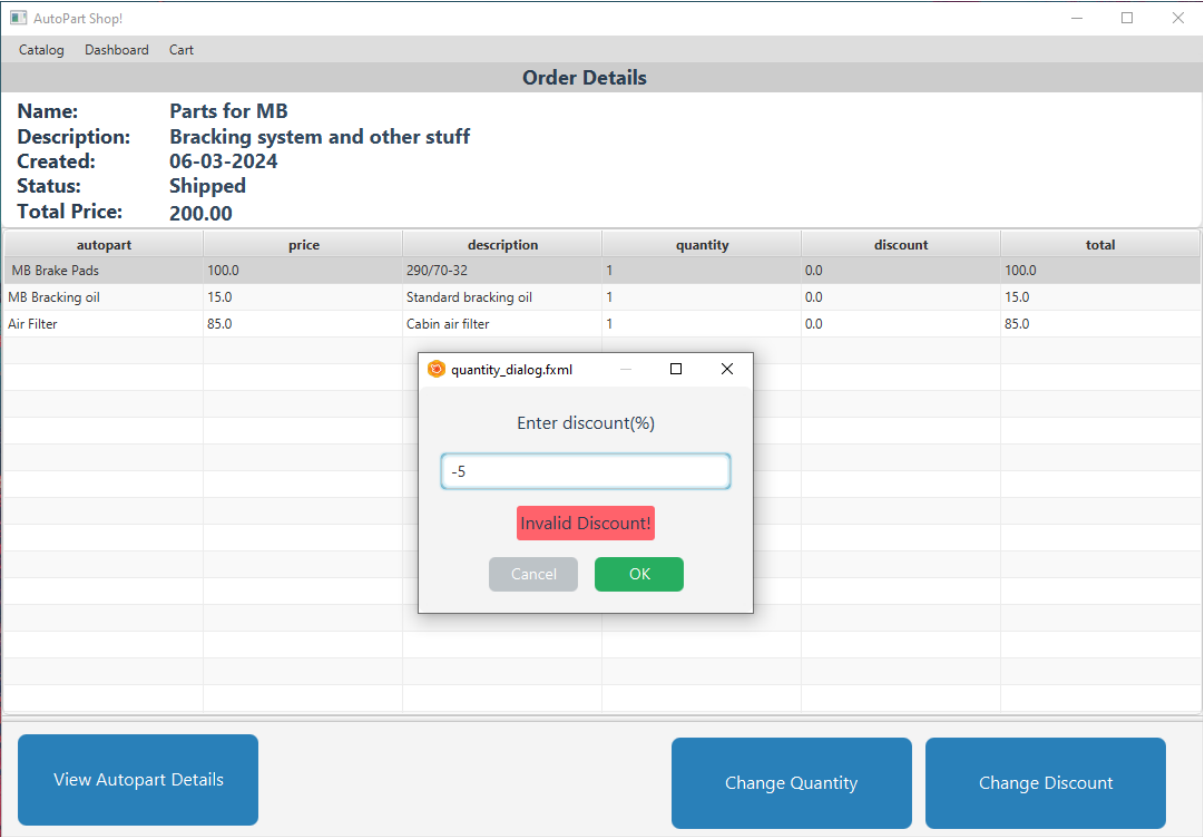 AutoPart Shop!
Catalog Dashboard Cart
Order Details
Name: Parts for MB
Description: Bracking system and other stuff
Created: 06-03-2024
Status: Shipped
Total Price: 200.00
autopart price description quantity discount total
MB Brake Pads 100.0 290/70-32 1 0.0 100.0
MB Bracking oil 15.0 Standard bracking oil 1 0.0 15.0
Air Filter 85.0 Cabin air filter 1 0.0 85.0
quantity_dialog.fxml
Enter discount(%)
-5
Invalid Discount!
Cancel OK
View Autopart Details Change Quantity Change Discount